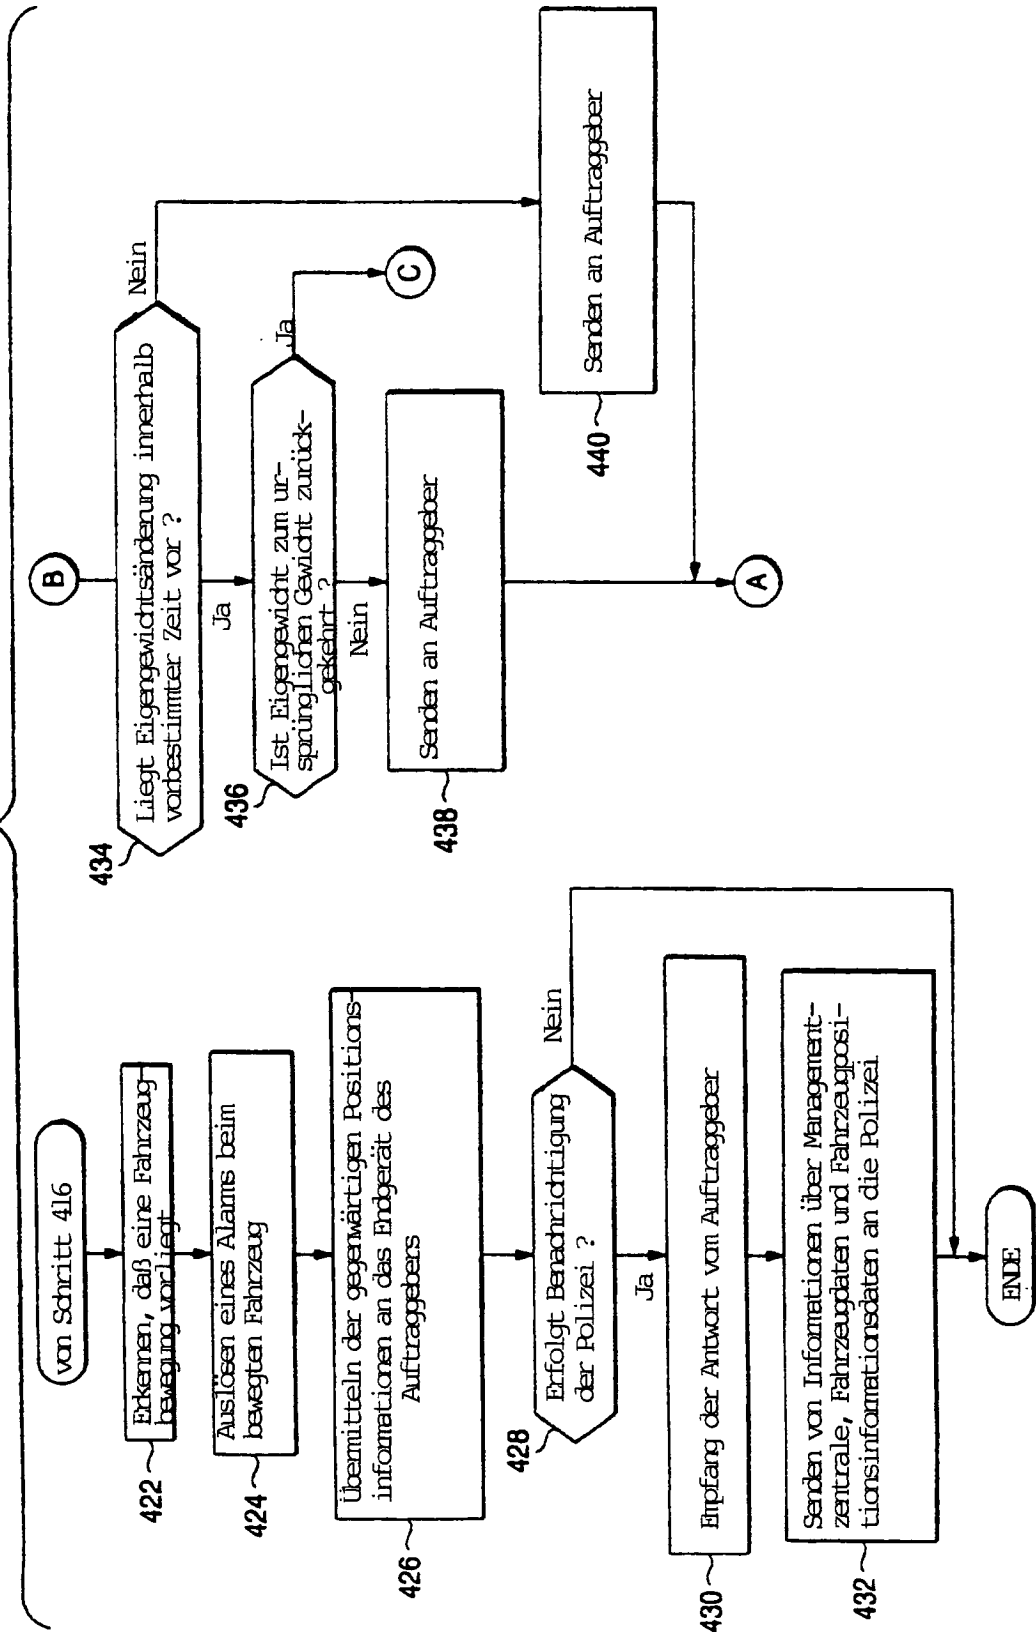 von Schritt 416
422
Erkennen, daß eine Fahrzeug-
bewegung vorliegt
424
Auslösen eines Alarms beim
bewegten Fahrzeug
426
Übermitteln der gegenwärtigen Positions-
informationen an das Endgerät des
Auftraggebers
428
Erfolgt Benachrichtigung
der Polizei ?
Nein
Ja
430
Empfang der Antwort vom Auftraggeber
432
Senden von Informationen über Management-
zentrale, Fahrzeugdaten und Fahrzeugposi-
tionsinformationsdaten an die Polizei
ENDE
B
434
Liegt Eigengewichtsänderung innerhalb
vorbestimmter Zeit vor ?
Nein
Ja
436
Ist Eigengewicht zum ur-
sprünglichen Gewicht zurück-
gekehrt ?
Ja
Nein
C
438
Senden an Auftraggeber
440
Senden an Auftraggeber
A